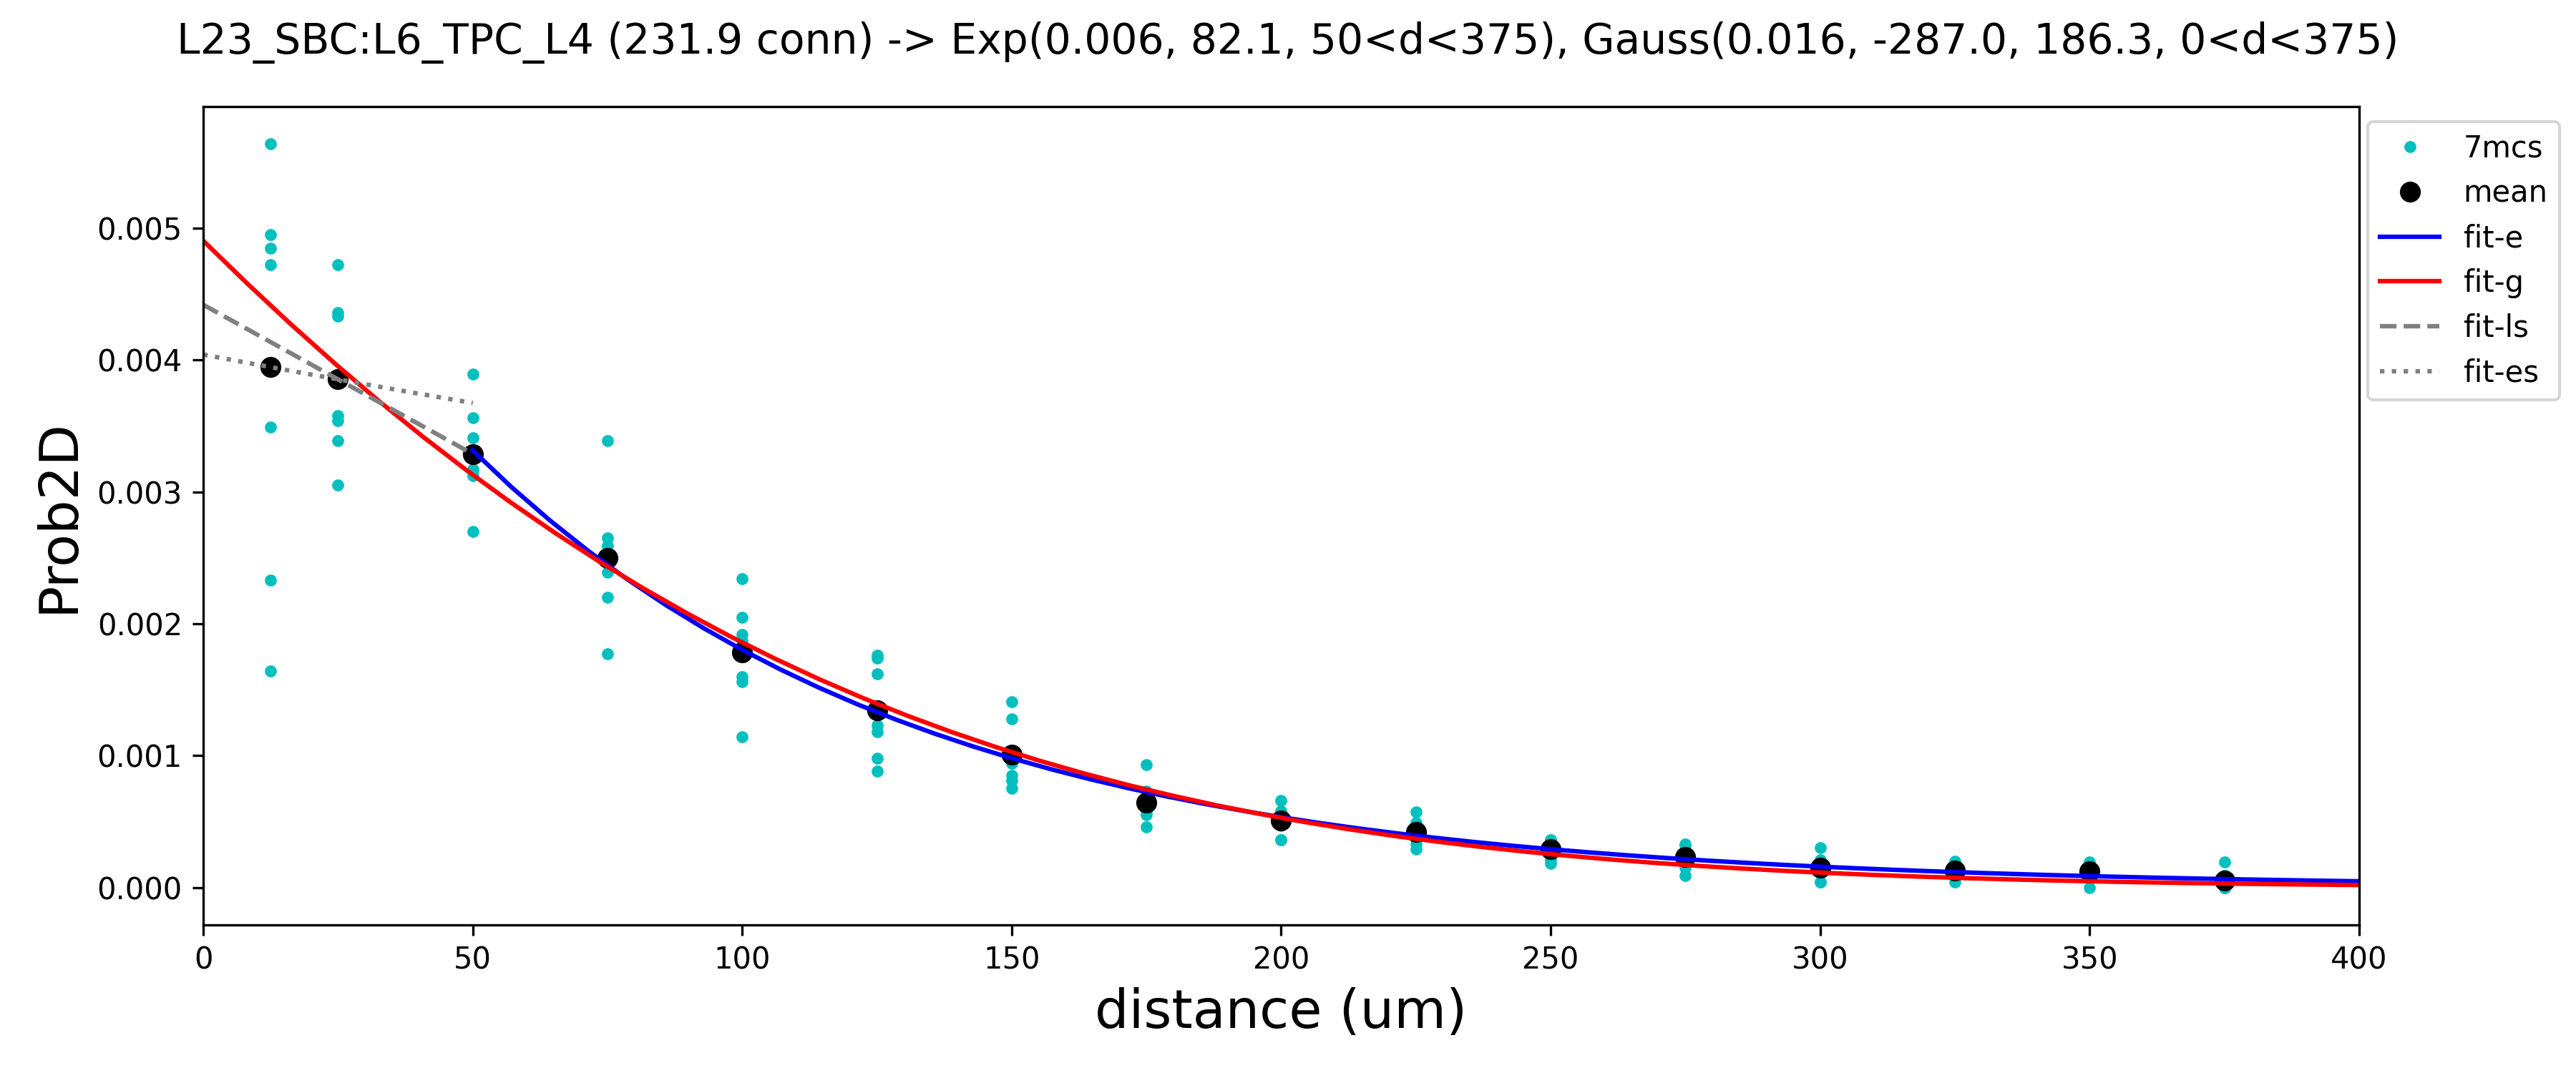 L23_SBC:L6_TPC_L4 (231.9 conn) -> Exp(0.006, 82.1, 50<d<375), Gauss(0.016, -287.0, 186.3, 0<d<375)
7mcs
mean
fit-e
fit-g
fit-ls
fit-es
Prob2D
0.005
0.004
0.003
0.002
0.001
0.000
0 50 100 150 200 250 300 350 400
distance (um)